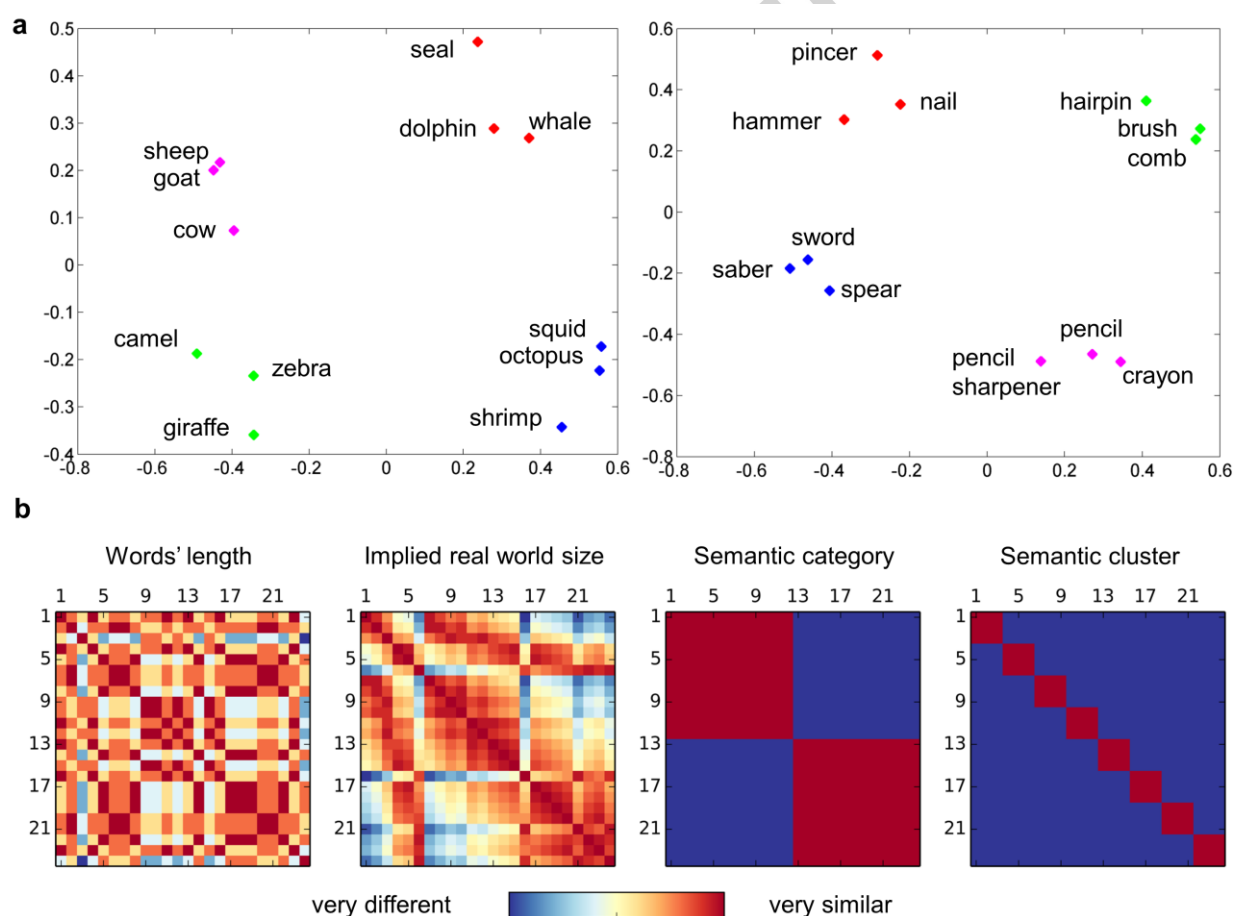 a
0.5
0.4
0.3
0.2
0.1
0
-0.1
-0.2
-0.3
-0.4
-0.8
-0.6
-0.4
-0.2
0
0.2
0.4
0.6
seal
dolphin
whale
sheep
goat
cow
camel
zebra
giraffe
squid
octopus
shrimp
0.6
0.4
0.2
0
-0.2
-0.4
-0.6
-0.8
-0.8
-0.6
-0.4
-0.2
0
0.2
0.4
0.6
pincer
nail
hammer
hairpin
brush
comb
sword
saber
spear
pencil
pencil
sharpener
crayon
b
Words' length
1 5 9 13 17 21
1
5
9
13
17
21
Implied real world size
1 5 9 13 17 21
1
5
9
13
17
21
Semantic category
1 5 9 13 17 21
1
5
9
13
17
21
Semantic cluster
1 5 9 13 17 21
1
5
9
13
17
21
very different
very similar